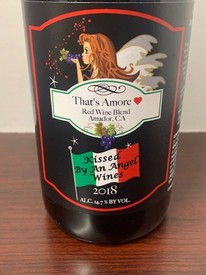 That's Amore
Red Wine Blend
Amador, CA
Kissed
By An Angel
Wines
2018
ALC. 14.7% BY VOL.